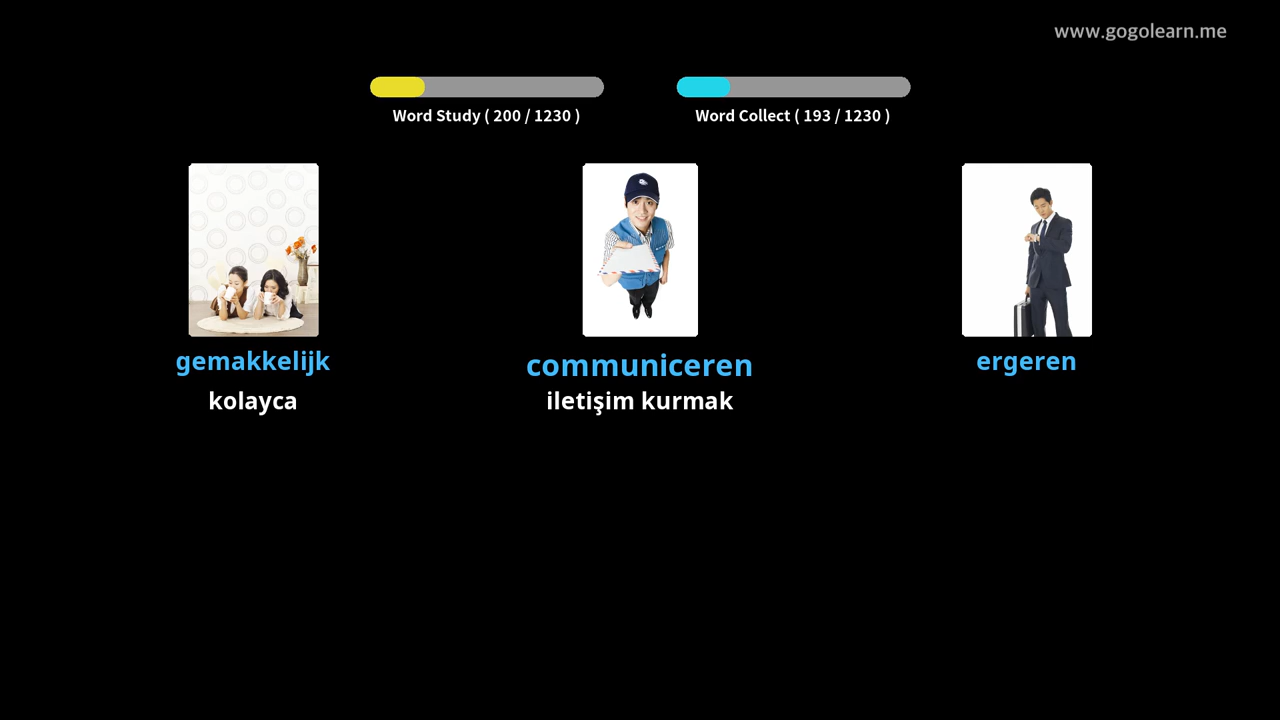 www.gogolearn.me
Word Study ( 200 / 1230 )
Word Collect ( 193 / 1230 )
gemakkelijk
kolayca
communiceren
iletişim kurmak
ergeren